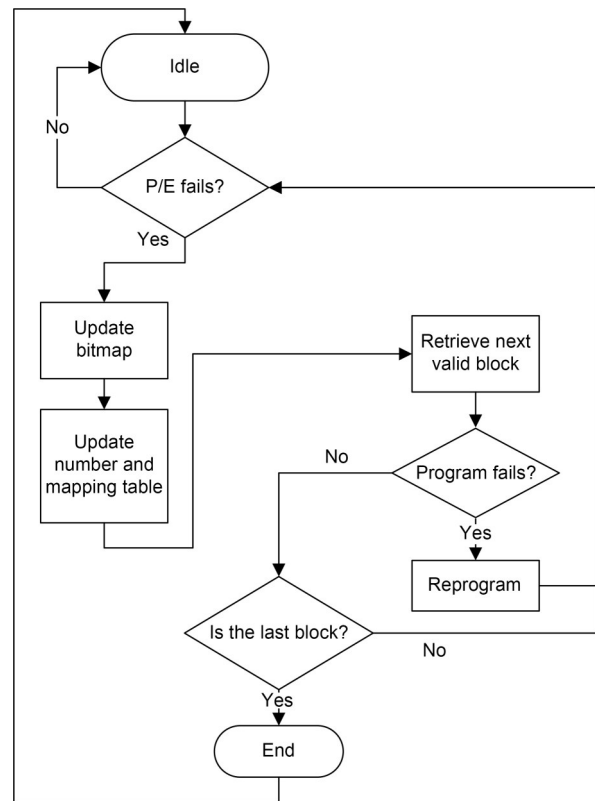 Idle
No
P/E fails?
Yes
Update
bitmap
Retrieve next
valid block
Update
number and
mapping table
No
Program fails?
Yes
Reprogram
Is the last block?
No
Yes
End